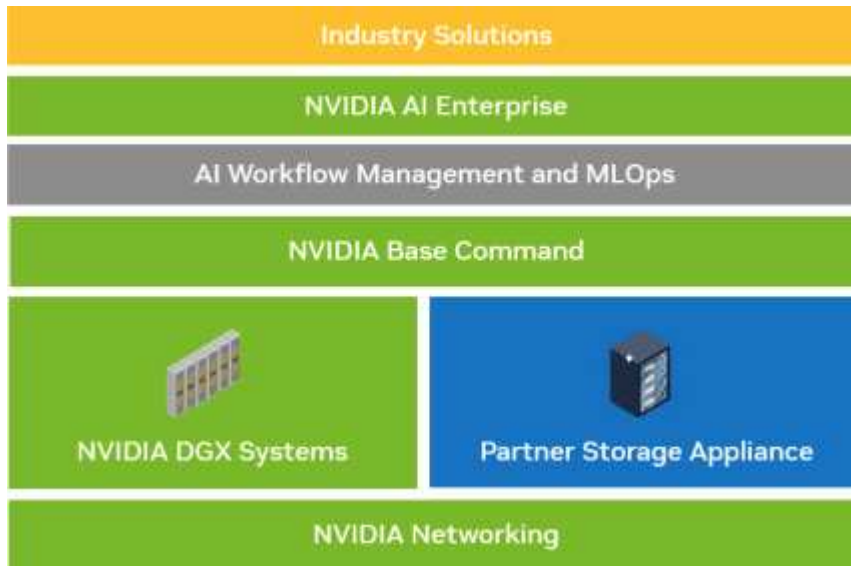 Industry Solutions
NVIDIA AI Enterprise
AI Workflow Management and MLOps
NVIDIA Base Command
NVIDIA DGX Systems
Partner Storage Appliance
NVIDIA Networking